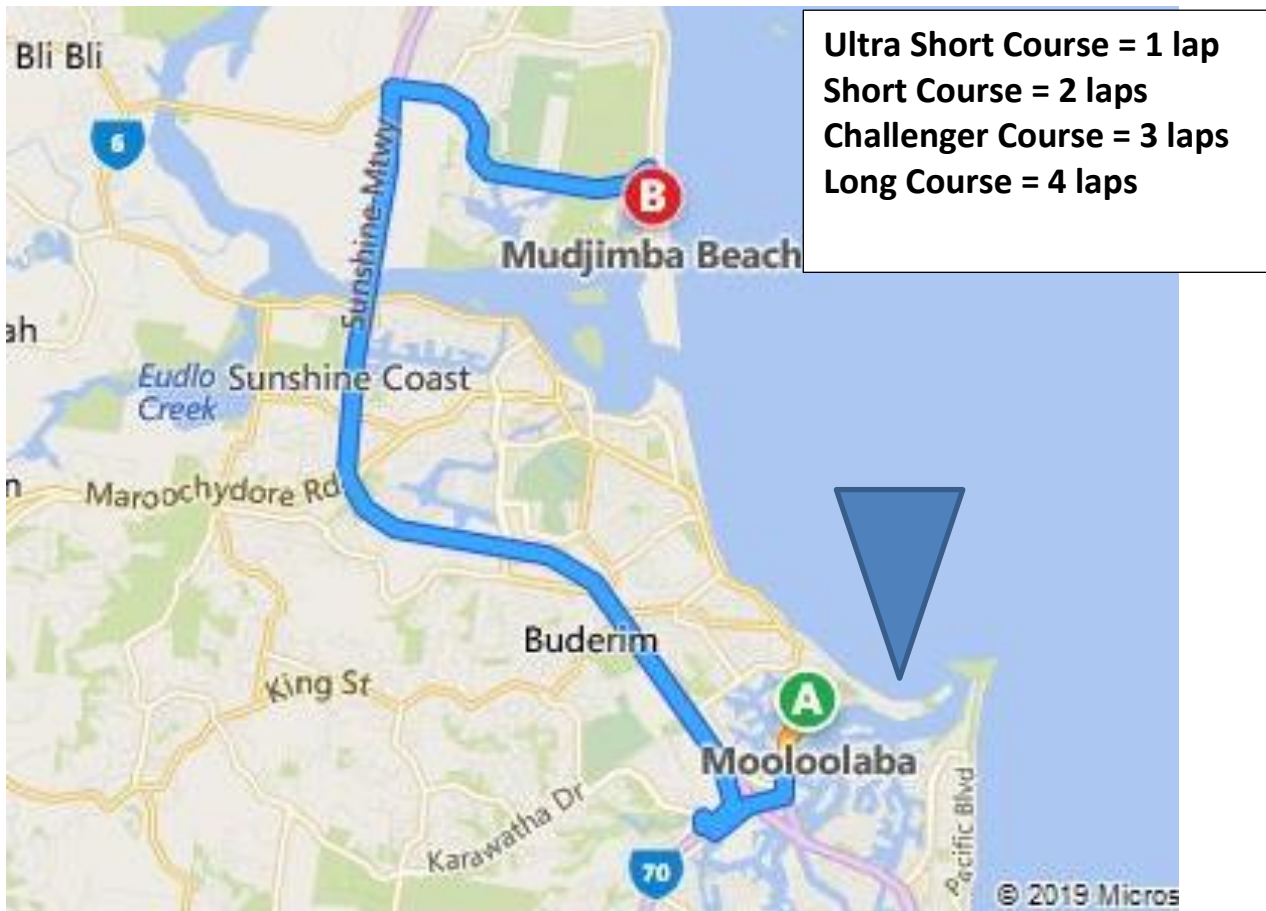 Ultra Short Course = 1 lap
Short Course = 2 laps
Challenger Course = 3 laps
Long Course = 4 laps
Bli Bli
6
Sunshine Mtwy
B
Mudjimba Beach
ah
Eudlo
Creek
Sunshine Coast
n
Maroochydore Rd
Buderim
King St
A
Mooloolaba
Karawatha Dr
70
Pacific Blvd
© 2019 Micros